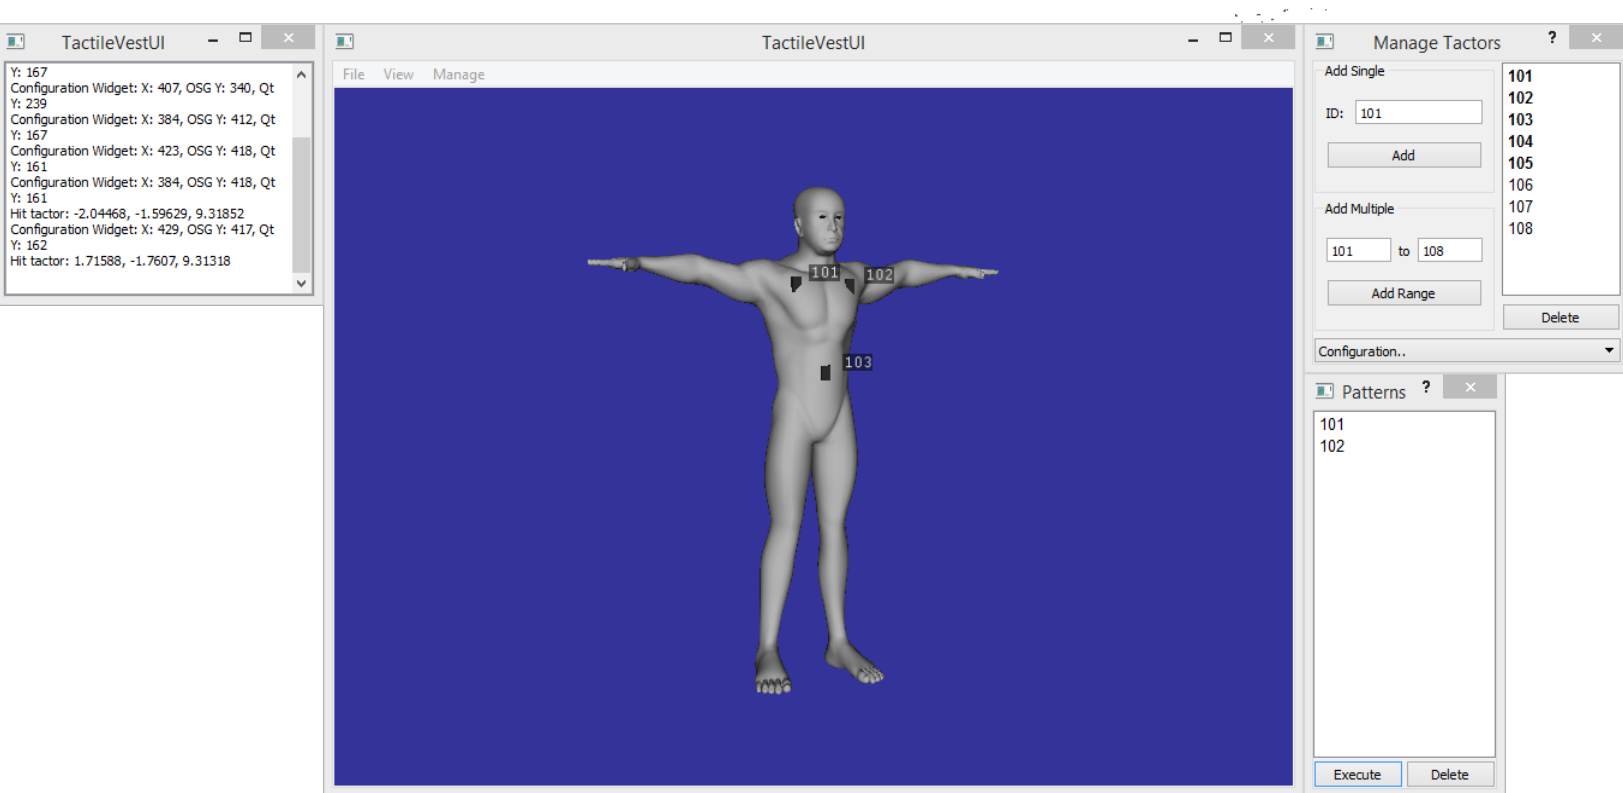 TactileVestUI
Y: 167
Configuration Widget: X: 407, OSG Y: 340, Qt
Y: 239
Configuration Widget: X: 384, OSG Y: 412, Qt
Y: 167
Configuration Widget: X: 423, OSG Y: 418, Qt
Y: 161
Configuration Widget: X: 384, OSG Y: 418, Qt
Y: 161
Hit tactor: -2.04468, -1.59629, 9.31852
Configuration Widget: X: 429, OSG Y: 417, Qt
Y: 162
Hit tactor: 1.71588, -1.7607, 9.31318
TactileVestUI
File View Manage
101 102
103
Manage Tactors ?
Add Single
ID: 101
Add
Add Multiple
101 to 108
Add Range
101
102
103
104
105
106
107
108
Delete
Configuration..
Patterns ?
101
102
Execute Delete